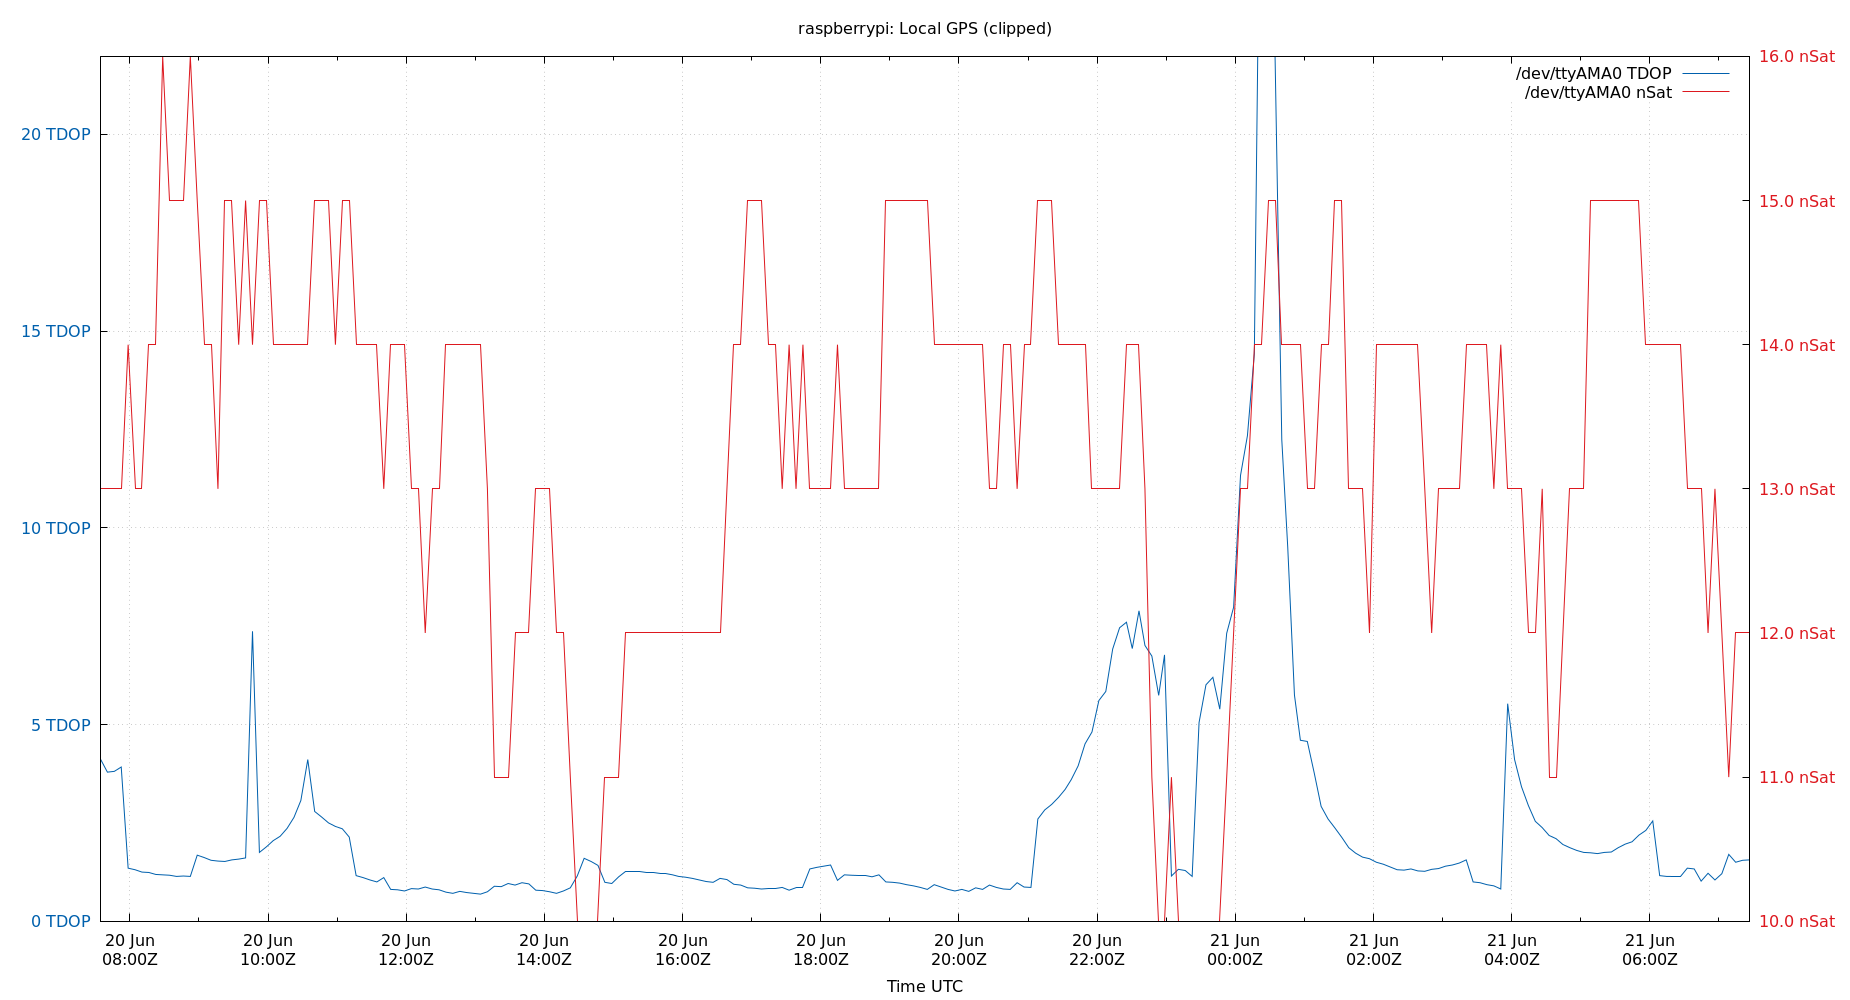 raspberrypi: Local GPS (clipped)
/dev/ttyAMA0 TDOP
/dev/ttyAMA0 nSat
20 TDOP
15 TDOP
10 TDOP
5 TDOP
0 TDOP
16.0 nSat
15.0 nSat
14.0 nSat
13.0 nSat
12.0 nSat
11.0 nSat
10.0 nSat
20 Jun
08:00Z
20 Jun
10:00Z
20 Jun
12:00Z
20 Jun
14:00Z
20 Jun
16:00Z
20 Jun
18:00Z
20 Jun
20:00Z
20 Jun
22:00Z
21 Jun
00:00Z
21 Jun
02:00Z
21 Jun
04:00Z
21 Jun
06:00Z
Time UTC